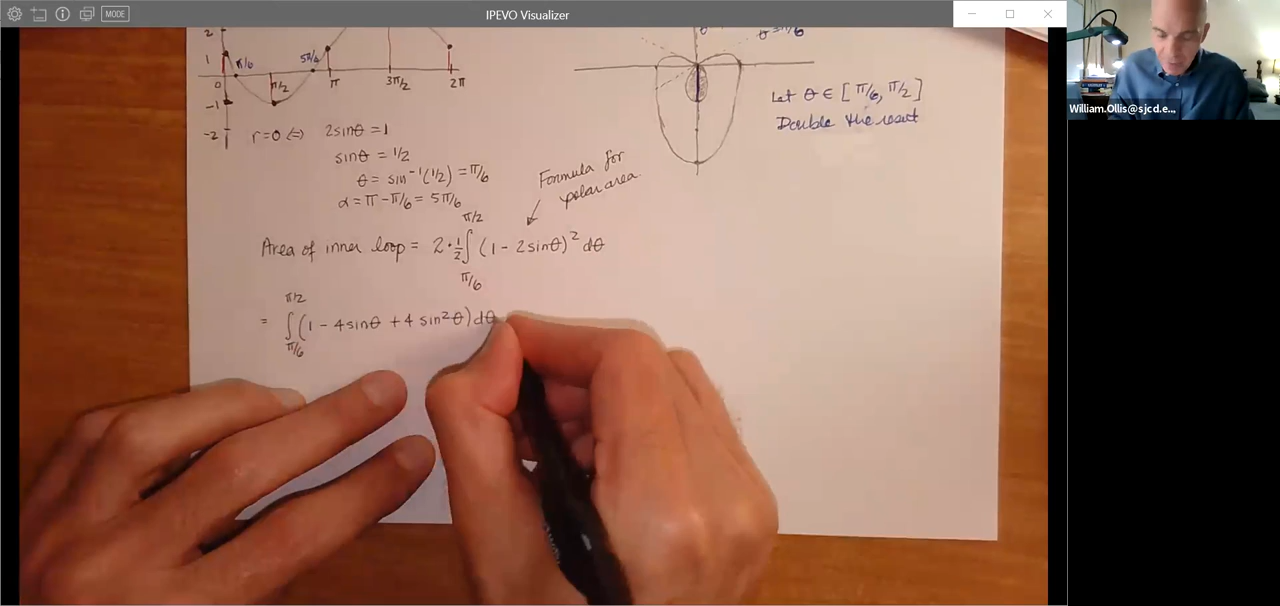 MODE
IPEVO Visualizer
2
1
π/6
5π/6
0
π/2
π
3π/2
2π
-1
-2
θ=π/6
Let θ ∈ [π/6, π/2]
Double the result
William.Ollis@sjcd.e...
r=0 ⇔ 2sinθ = 1
sinθ = 1/2
θ = sin⁻¹(1/2) = π/6
α = π - π/6 = 5π/6
Formula for
polar area
Area of inner loop = 2·½∫_{π/6}^{π/2} (1 - 2sinθ)² dθ
= ∫_{π/6}^{π/2} (1 - 4sinθ + 4 sin²θ) dθ